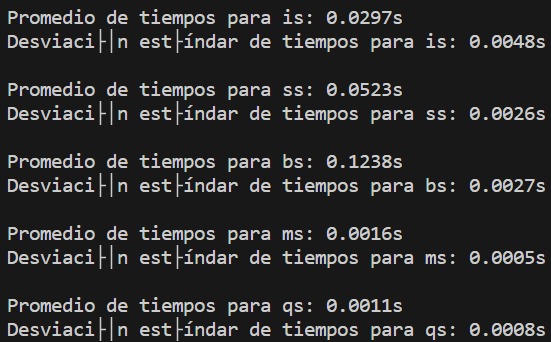 Promedio de tiempos para is: 0.0297s
Desviaci├│n est├índar de tiempos para is: 0.0048s
Promedio de tiempos para ss: 0.0523s
Desviaci├│n est├índar de tiempos para ss: 0.0026s
Promedio de tiempos para bs: 0.1238s
Desviaci├│n est├índar de tiempos para bs: 0.0027s
Promedio de tiempos para ms: 0.0016s
Desviaci├│n est├índar de tiempos para ms: 0.0005s
Promedio de tiempos para qs: 0.0011s
Desviaci├│n est├índar de tiempos para qs: 0.0008s